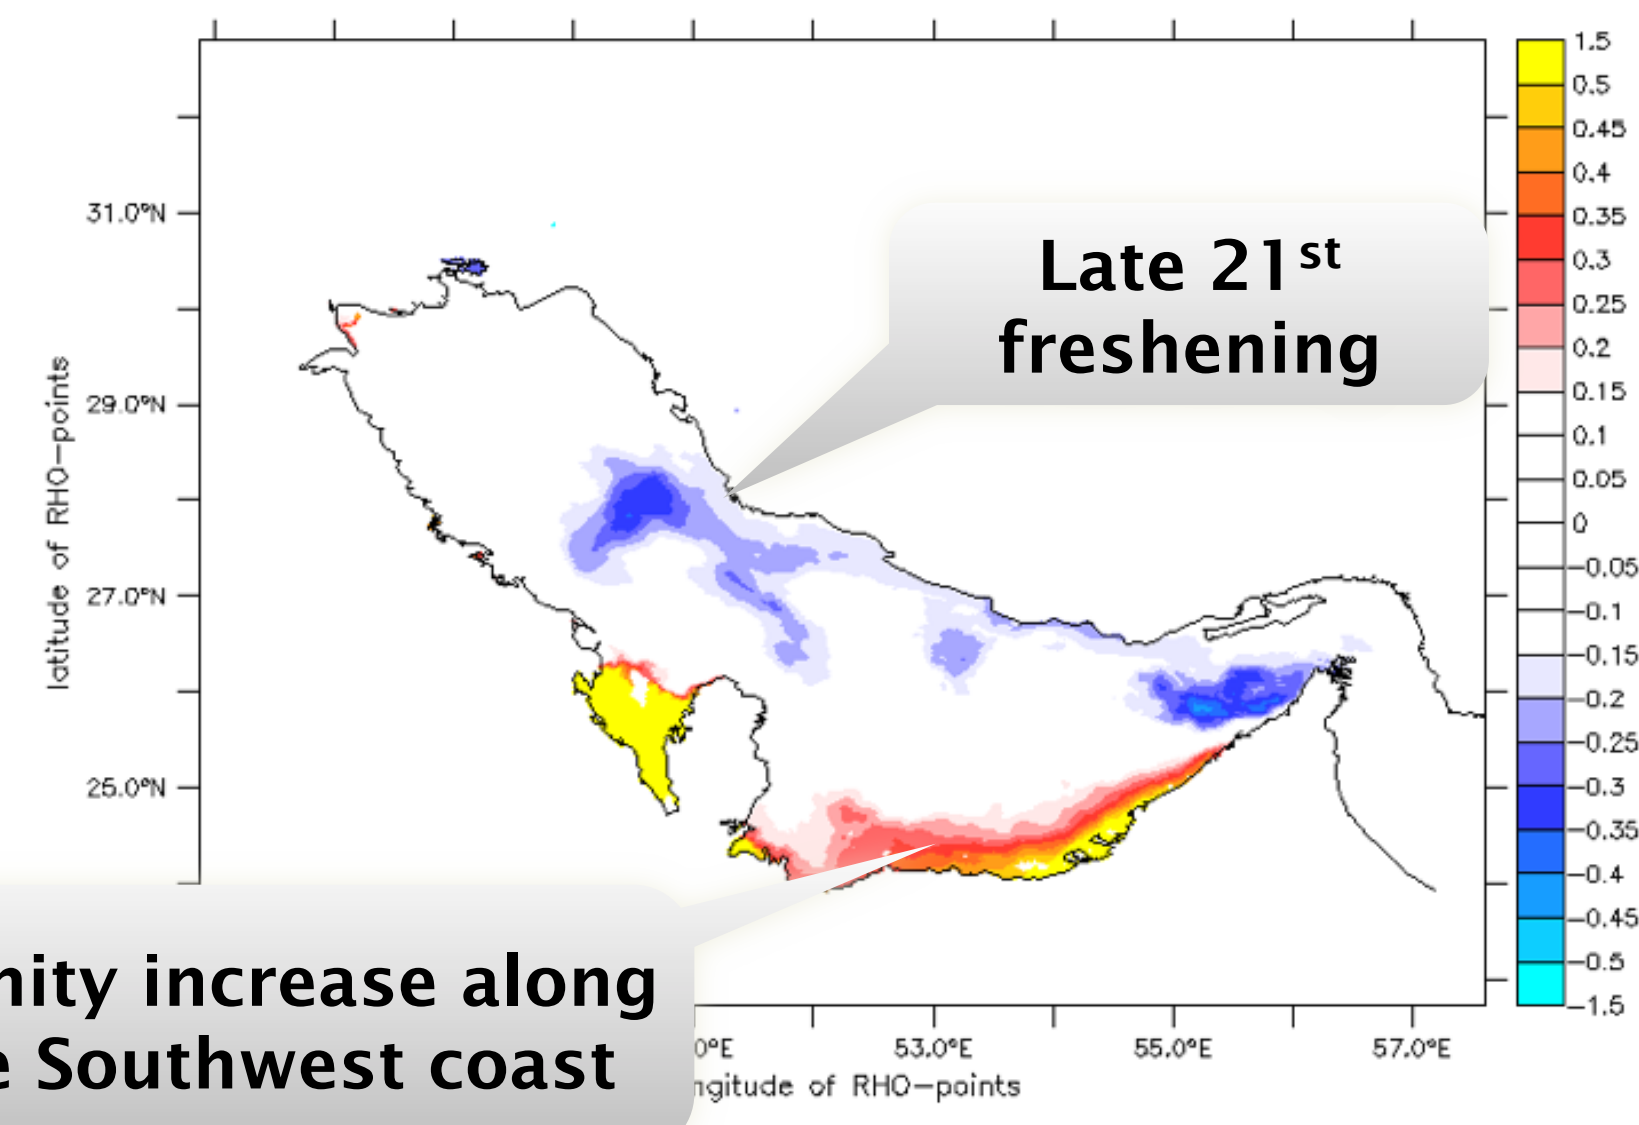 1.5
0.5
0.45
0.4
0.35
0.3
0.25
0.2
0.15
0.1
0.05
0
−0.05
−0.1
−0.15
−0.2
−0.25
−0.3
−0.35
−0.4
−0.45
−0.5
−1.5
31.0°N
29.0°N
27.0°N
25.0°N
latitude of RHO−points
Late 21st
freshening
nity increase along
e Southwest coast
0°E 53.0°E 55.0°E 57.0°E
ngitude of RHO−points